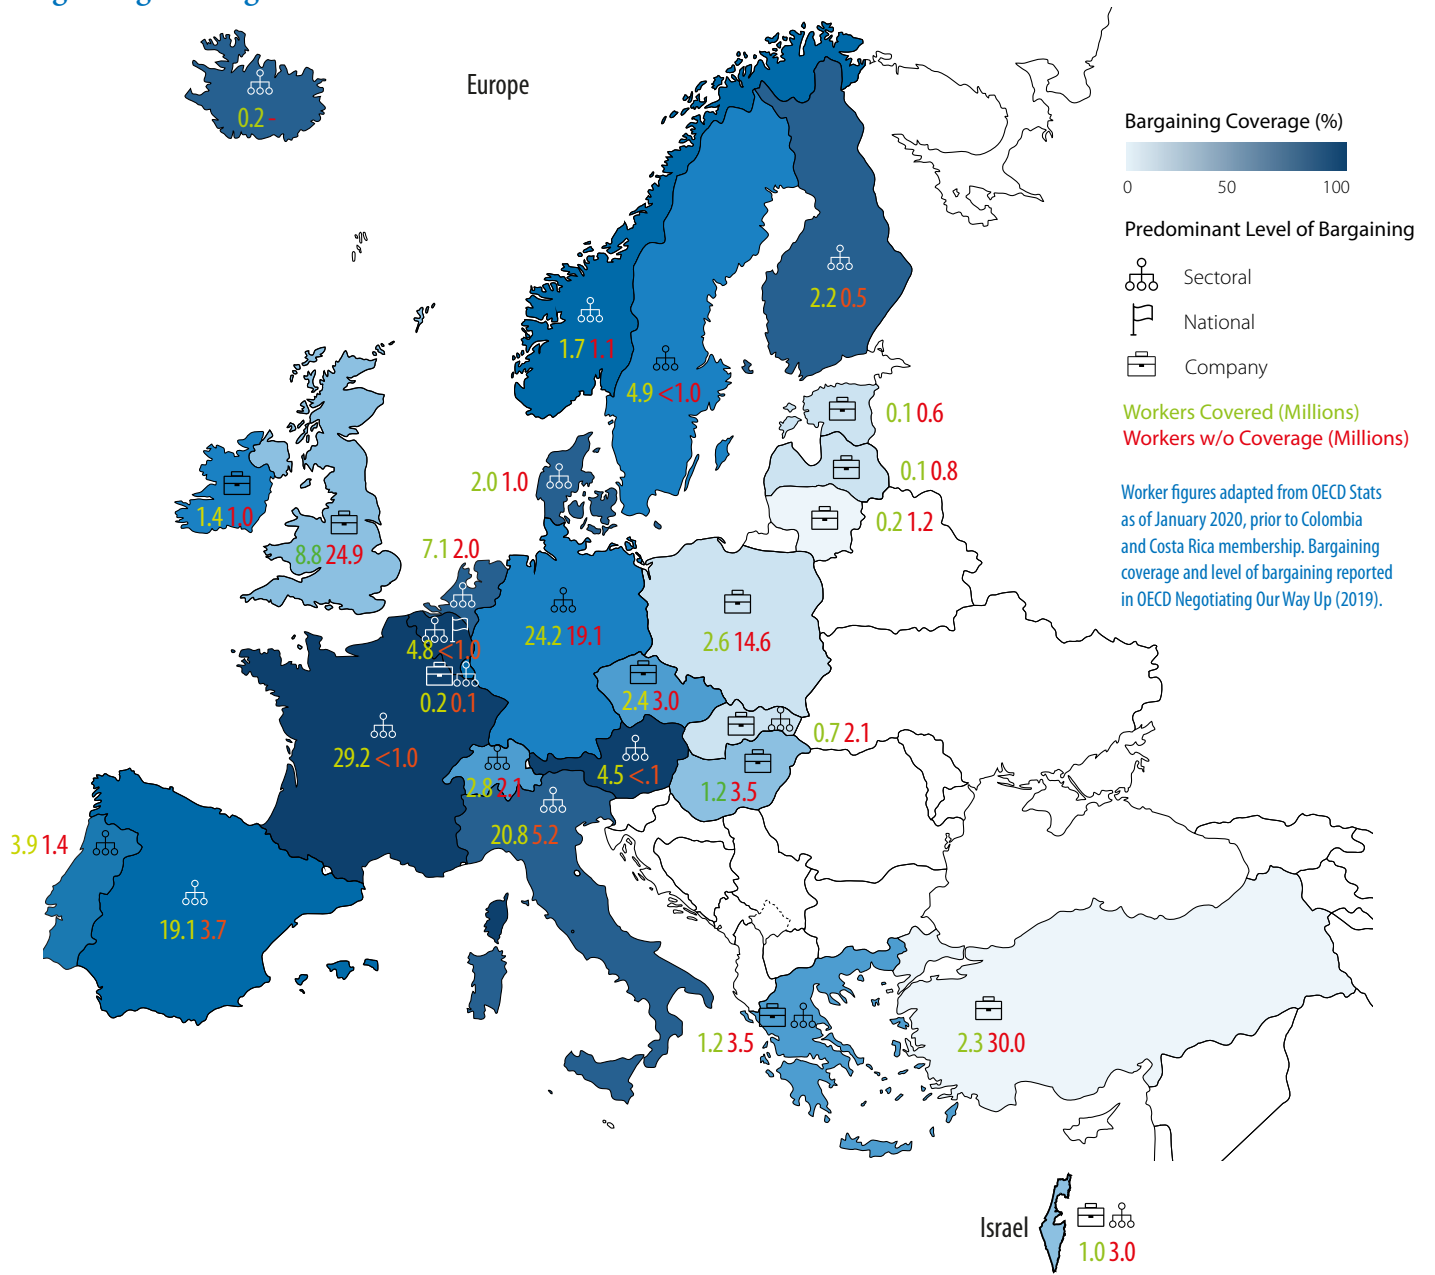 Europe
0.2 -
Bargaining Coverage (%)
0 50 100
Predominant Level of Bargaining
Sectoral
National
Company
Workers Covered (Millions)
Workers w/o Coverage (Millions)
Worker figures adapted from OECD Stats
as of January 2020, prior to Colombia
and Costa Rica membership. Bargaining
coverage and level of bargaining reported
in OECD Negotiating Our Way Up (2019).
2.2 0.5
1.7 1.1
4.9 <1.0
0.1 0.6
0.1 0.8
0.2 1.2
2.0 1.0
1.4 1.0
8.8 24.9
7.1 2.0
24.2 19.1
2.6 14.6
4.8 <1.0
0.2 0.1
2.4 3.0
0.7 2.1
29.2 <1.0
4.5 <.1
2.8 2.1
1.2 3.5
20.8 5.2
3.9 1.4
19.1 3.7
1.2 3.5
2.3 30.0
Israel
1.0 3.0